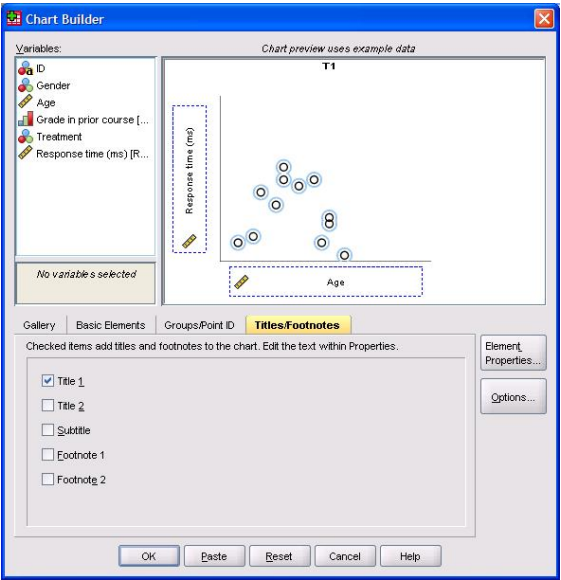 Chart Builder
Variables:
Chart preview uses example data
ID
Gender
Age
Grade in prior course [...
Treatment
Response time (ms) [R...
No variables selected
T1
Response time (ms)
Age
Gallery Basic Elements Groups/Point ID Titles/Footnotes
Checked items add titles and footnotes to the chart. Edit the text within Properties.
Title 1
Title 2
Subtitle
Footnote 1
Footnote 2
Element
Properties...
Options...
OK Paste Reset Cancel Help